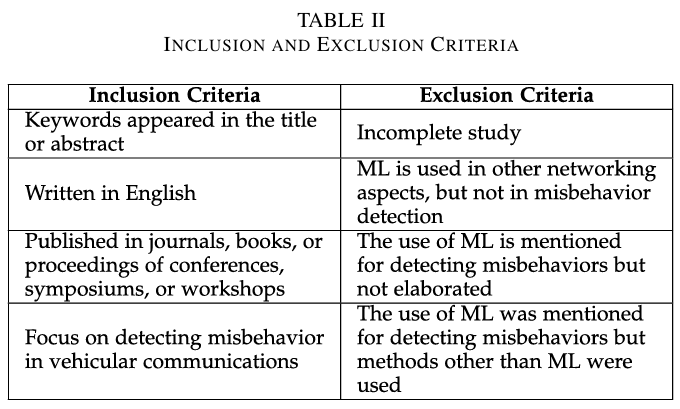 TABLE II
INCLUSION AND EXCLUSION CRITERIA
Inclusion Criteria
Exclusion Criteria
Keywords appeared in the title
or abstract
Incomplete study
Written in English
ML is used in other networking
aspects, but not in misbehavior
detection
Published in journals, books, or
proceedings of conferences,
symposiums, or workshops
The use of ML is mentioned
for detecting misbehaviors but
not elaborated
Focus on detecting misbehavior
in vehicular communications
The use of ML was mentioned
for detecting misbehaviors but
methods other than ML were
used